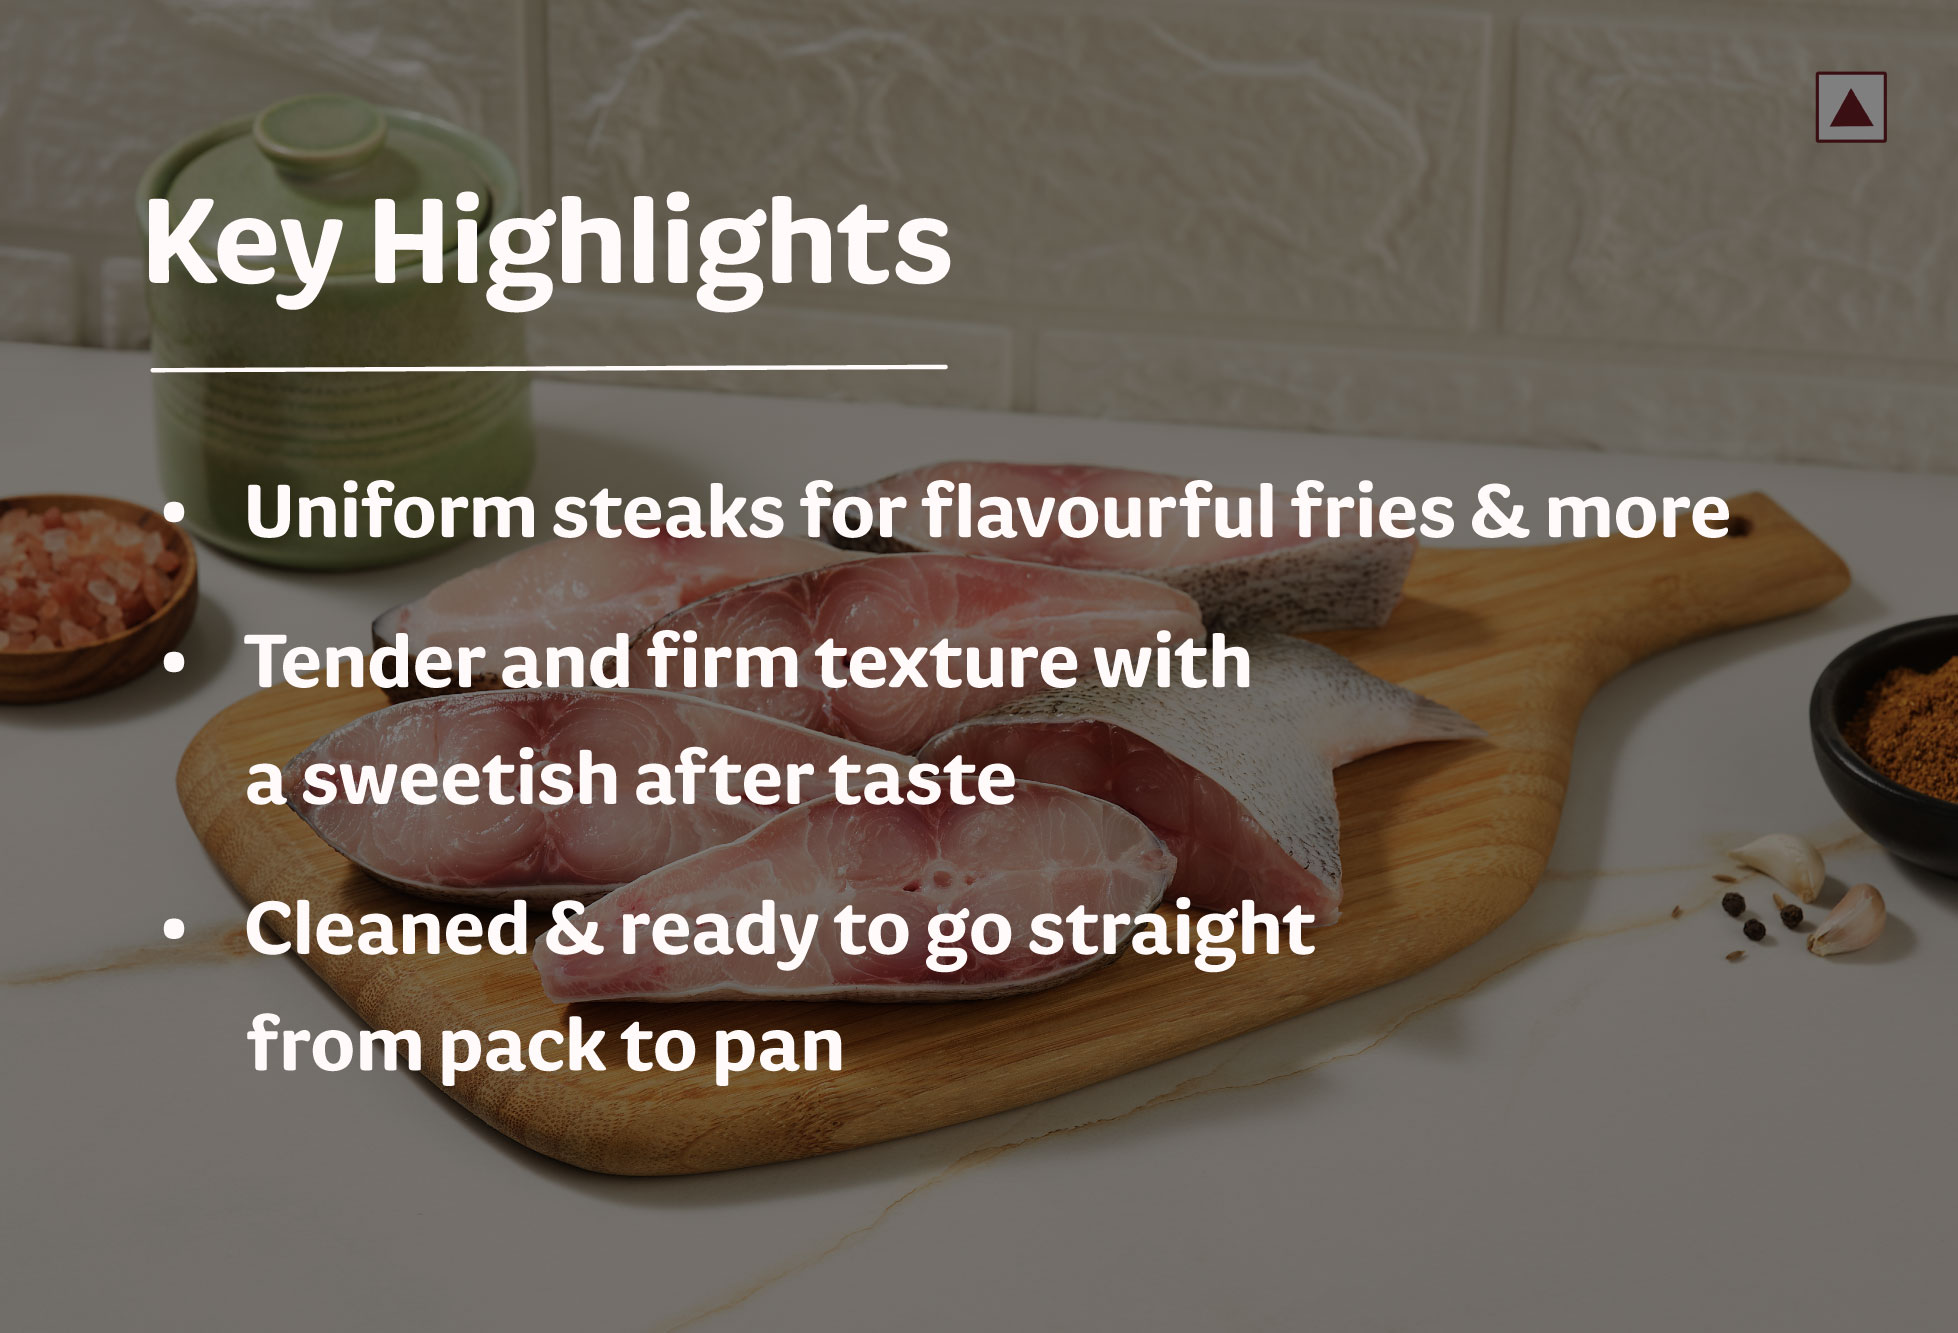 Key Highlights
• Uniform steaks for flavourful fries & more
• Tender and firm texture with
a sweetish after taste
• Cleaned & ready to go straight
from pack to pan